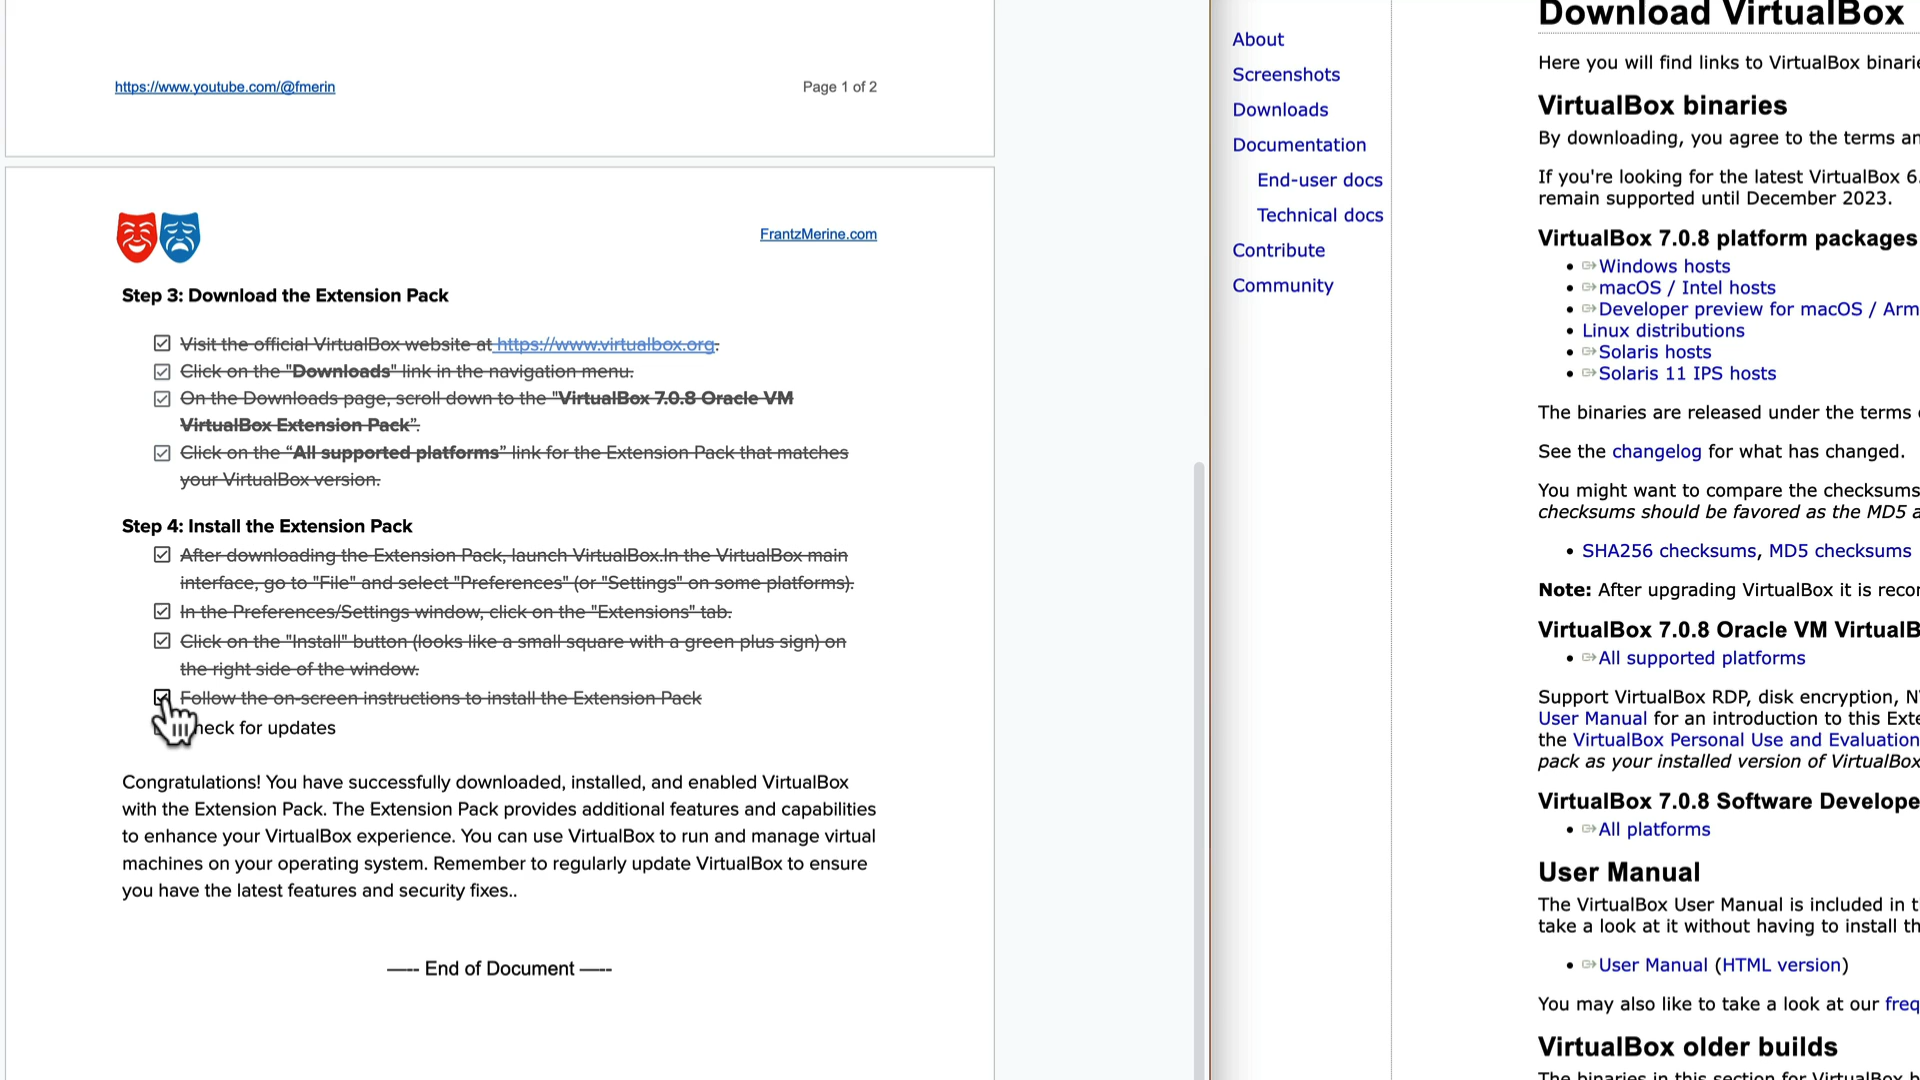 https://www.youtube.com/@fmerin
Page 1 of 2
FrantzMerine.com
Step 3: Download the Extension Pack
Visit the official VirtualBox website at https://www.virtualbox.org.
Click on the "Downloads" link in the navigation menu.
On the Downloads page, scroll down to the "VirtualBox 7.0.8 Oracle VM
VirtualBox Extension Pack”.
Click on the “All supported platforms” link for the Extension Pack that matches
your VirtualBox version.
Step 4: Install the Extension Pack
After downloading the Extension Pack, launch VirtualBox.In the VirtualBox main
interface, go to "File" and select "Preferences" (or "Settings" on some platforms).
In the Preferences/Settings window, click on the "Extensions" tab.
Click on the "Install" button (looks like a small square with a green plus sign) on
the right side of the window.
Follow the on-screen instructions to install the Extension Pack
heck for updates
Congratulations! You have successfully downloaded, installed, and enabled VirtualBox
with the Extension Pack. The Extension Pack provides additional features and capabilities
to enhance your VirtualBox experience. You can use VirtualBox to run and manage virtual
machines on your operating system. Remember to regularly update VirtualBox to ensure
you have the latest features and security fixes..
—-- End of Document —--
About
Screenshots
Downloads
Documentation
End-user docs
Technical docs
Contribute
Community
Download VirtualBox
Here you will find links to VirtualBox binarie
VirtualBox binaries
By downloading, you agree to the terms an
If you're looking for the latest VirtualBox 6.
remain supported until December 2023.
VirtualBox 7.0.8 platform packages
Windows hosts
macOS / Intel hosts
Developer preview for macOS / Arm
Linux distributions
Solaris hosts
Solaris 11 IPS hosts
The binaries are released under the terms
See the changelog for what has changed.
You might want to compare the checksums
checksums should be favored as the MD5 a
SHA256 checksums, MD5 checksums
Note: After upgrading VirtualBox it is recor
VirtualBox 7.0.8 Oracle VM VirtualB
All supported platforms
Support VirtualBox RDP, disk encryption, N
User Manual for an introduction to this Exte
the VirtualBox Personal Use and Evaluation
pack as your installed version of VirtualBox
VirtualBox 7.0.8 Software Develope
All platforms
User Manual
The VirtualBox User Manual is included in t
take a look at it without having to install th
User Manual (HTML version)
You may also like to take a look at our freq
VirtualBox older builds
The binaries in this section for VirtualBox b